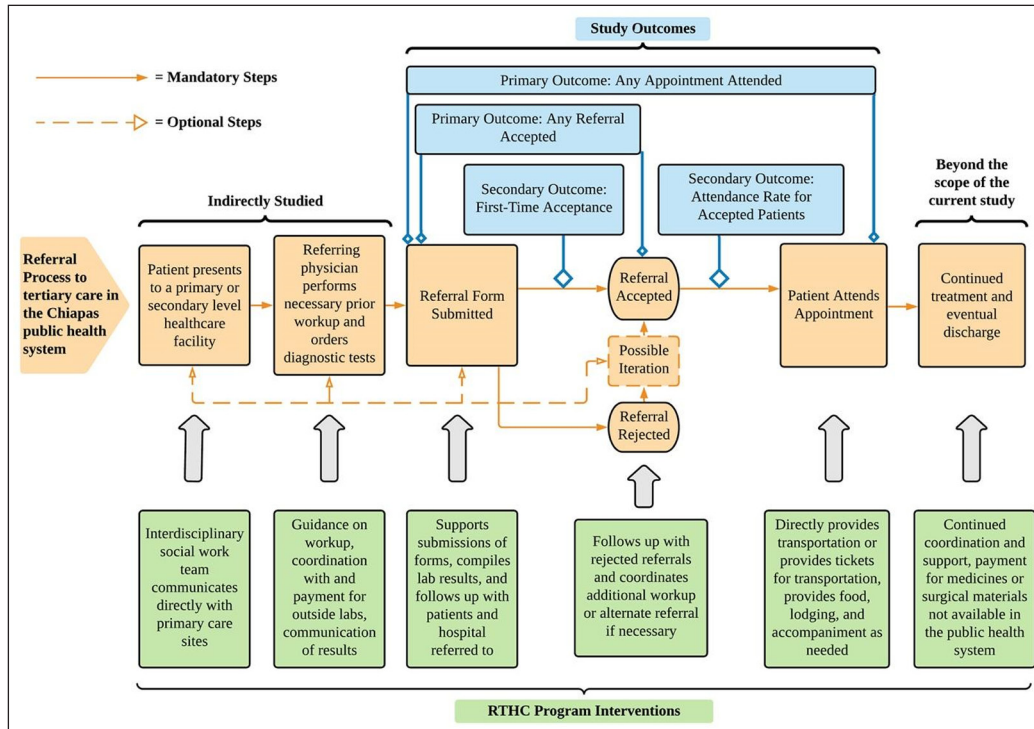 Study Outcomes
= Mandatory Steps
Primary Outcome: Any Appointment Attended
= Optional Steps
Primary Outcome: Any Referral
Accepted
Secondary Outcome:
First-Time Acceptance
Secondary Outcome:
Attendance Rate for
Accepted Patients
Beyond the
scope of the
current study
Indirectly Studied
Referral
Process to
tertiary care in
the Chiapas
public health
system
Patient presents
to a primary or
secondary level
healthcare
facility
Referring
physician
performs
necessary prior
workup and
orders
diagnostic tests
Referral Form
Submitted
Referral
Accepted
Possible
Iteration
Referral
Rejected
Patient Attends
Appointment
Continued
treatment and
eventual
discharge
Interdisciplinary
social work
team
communicates
directly with
primary care
sites
Guidance on
workup,
coordination
with and
payment for
outside labs,
communication
of results
Supports
submissions of
forms, compiles
lab results, and
follows up with
patients and
hospital
referred to
Follows up with
rejected referrals
and coordinates
additional workup
or alternate referral
if necessary
Directly provides
transportation or
provides tickets
for transportation,
provides food,
lodging, and
accompaniment as
needed
Continued
coordination and
support, payment
for medicines or
surgical materials
not available in
the public health
system
RTHC Program Interventions